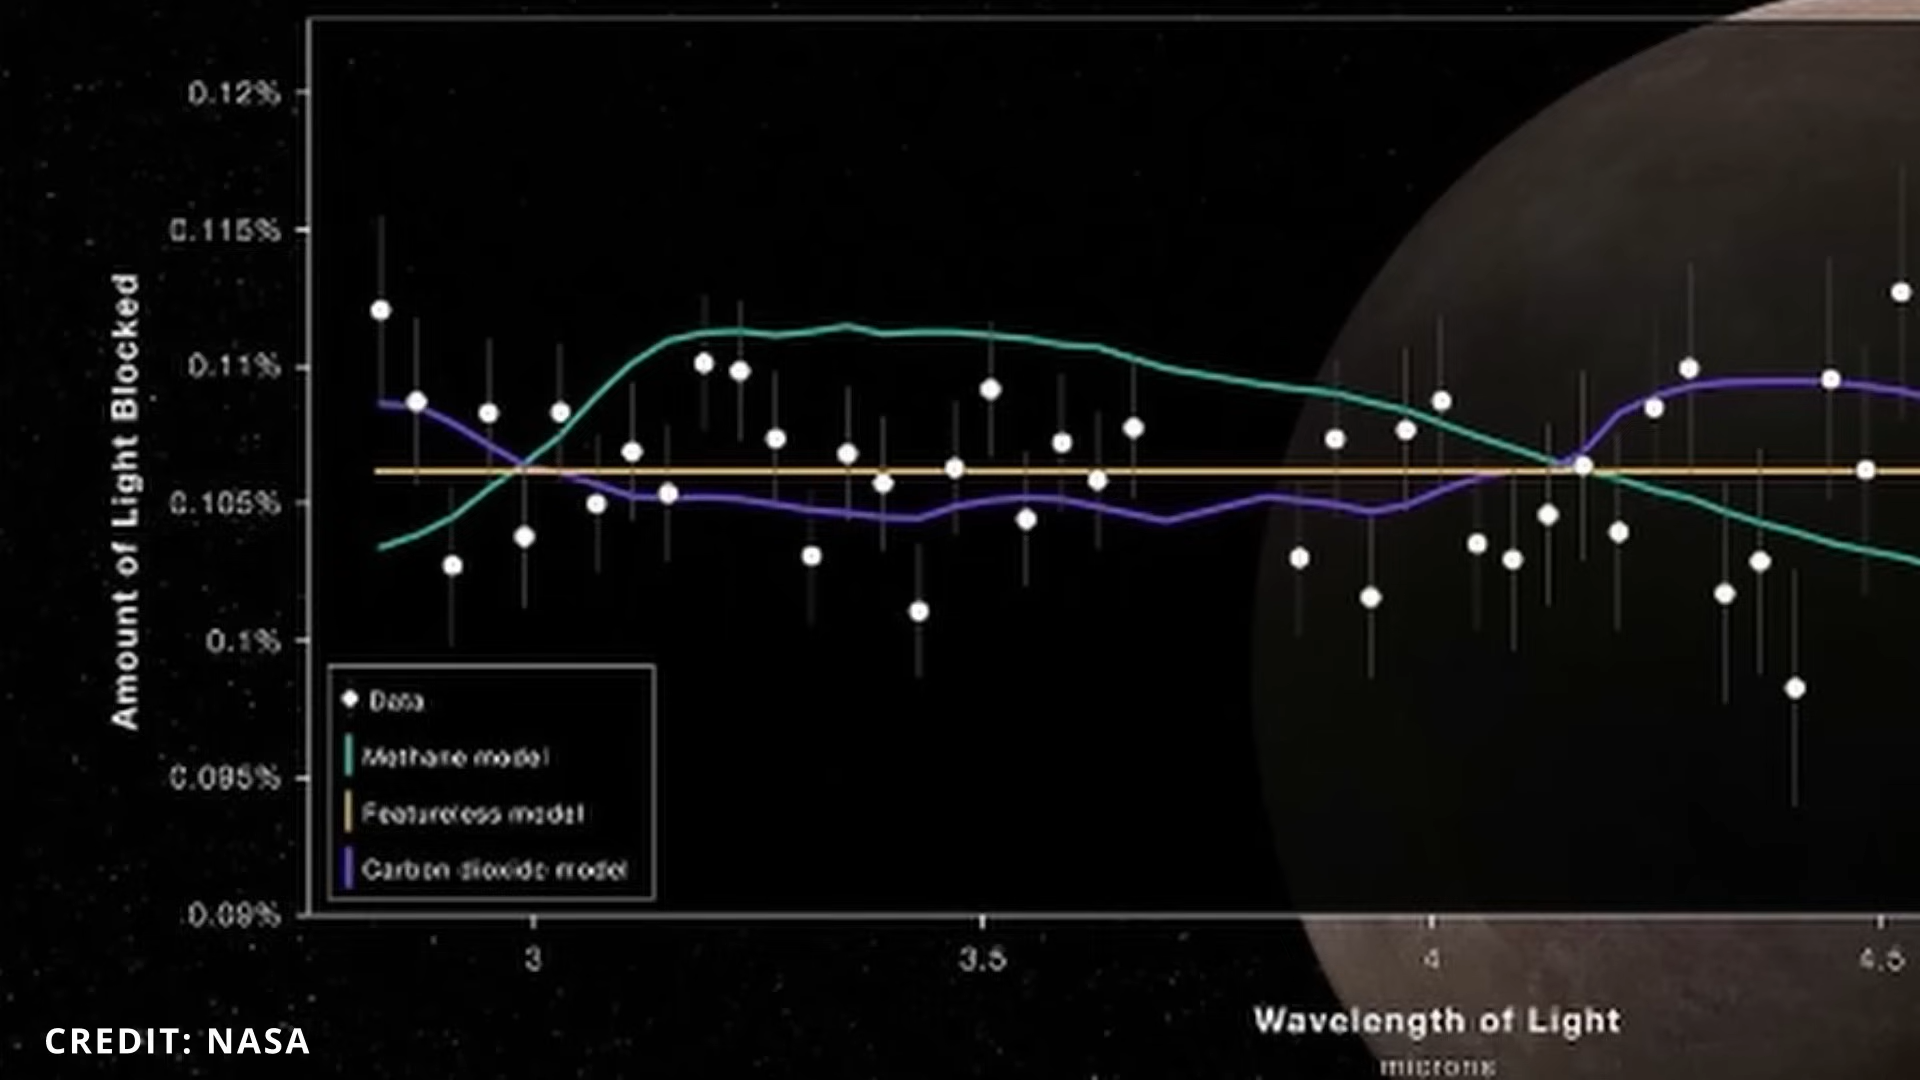 0.12%
0.115%
0.11%
0.105%
0.1%
0.095%
0.09%
Amount of Light Blocked
Data
Methane model
Featureless model
Carbon dioxide model
3
3.5
4
4.5
Wavelength of Light
microns
CREDIT: NASA